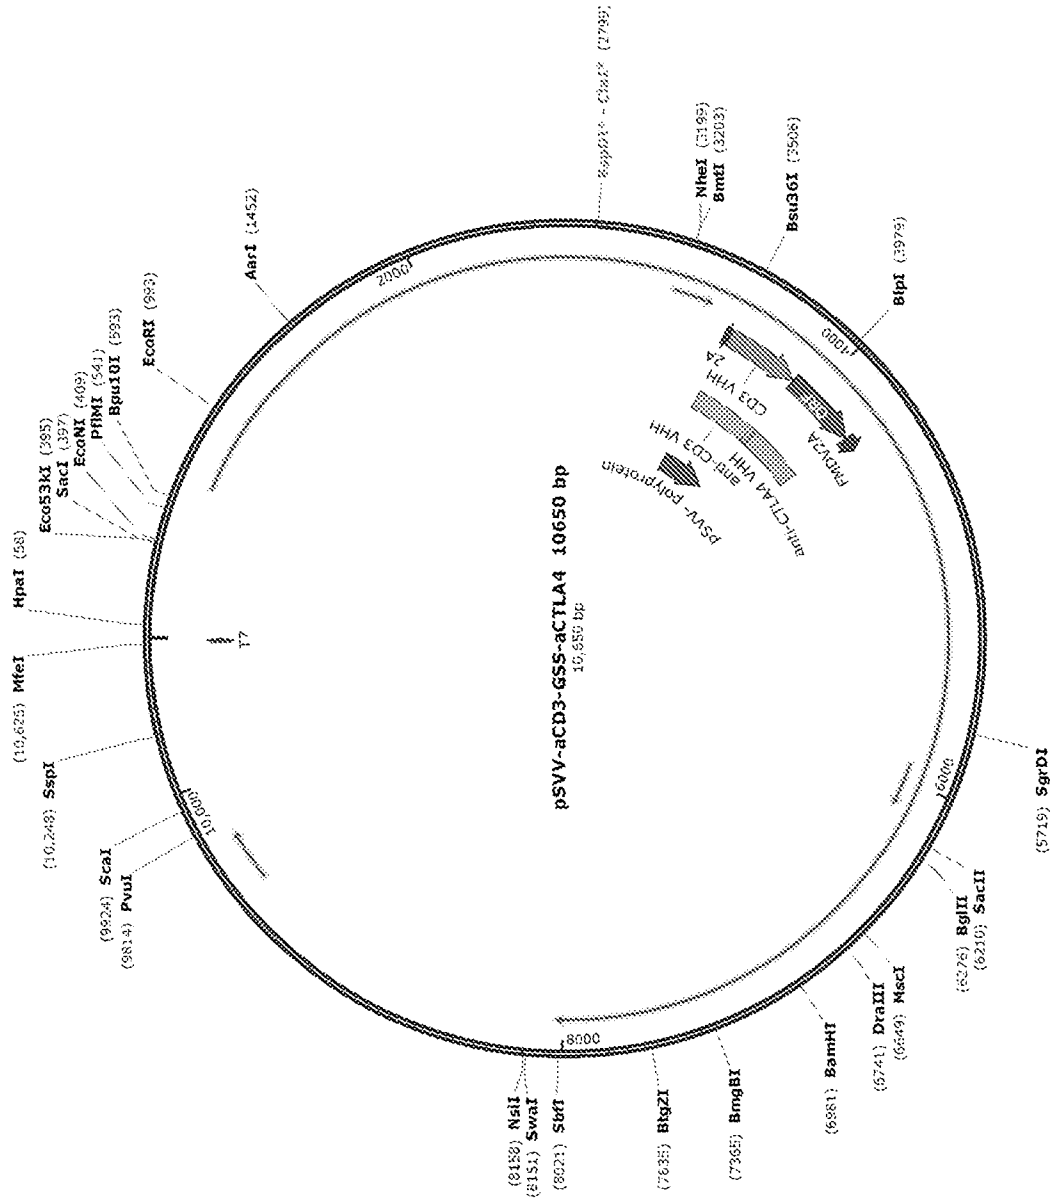 pSVV-aCD3-GS5-aCTLA4 10650 bp
10,650 bp
HpaI (58)
Eco53kI (395)
SacI (397)
EcoNI (409)
PflMI (541)
Bpu10I (593)
EcoRI (993)
AarI (1452)
2000
(2799)
NheI (3199)
BmtI (3203)
Bsu36I (3506)
BlpI (3979)
4000
(5719) SgrDI
6000
(6210) SacII
(6276) BglII
(6649) MscI
(6741) DraIII
(6981) BamHI
(7365) BmgBI
(7635) BtgZI
8000
(8021) SbfI
(8151) SwaI
(8158) NsiI
(9814) PvuI
(9924) ScaI
10,000
(10,248) SspI
(10,625) MfeI
T7
2A
CD3 VHH
FMDV2A
anti-CD3 VHH
anti-CTLA4 VHH
pSVV- polyprotein